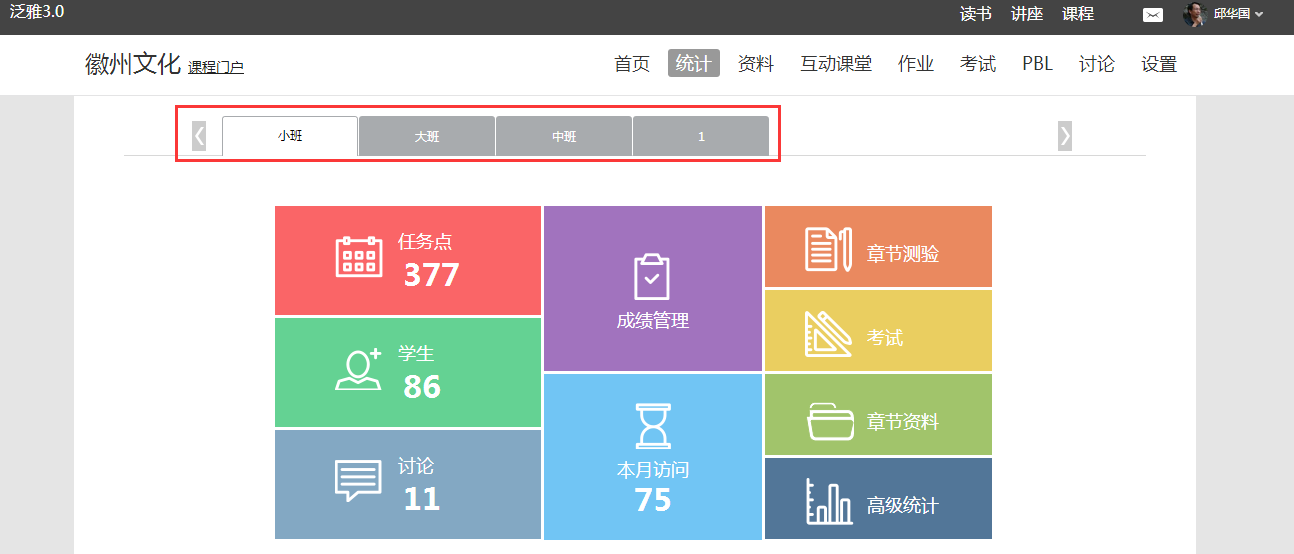 泛雅3.0
读书 讲座 课程 邱华国
徽州文化 课程门户
首页 统计 资料 互动课堂 作业 考试 PBL 讨论 设置
小班 大班 中班 1
任务点
377
学生
86
讨论
11
成绩管理
本月访问
75
章节测验
考试
章节资料
高级统计